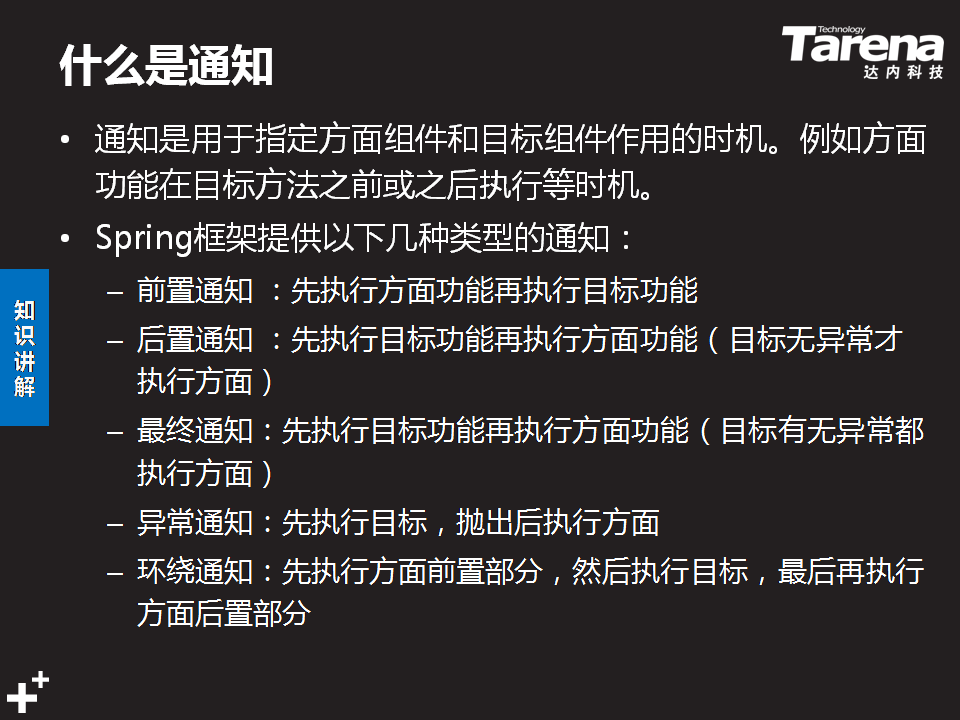 什么是通知
Technology
Tarena
达内科技
• 通知是用于指定方面组件和目标组件作用的时机。例如方面
功能在目标方法之前或之后执行等时机。
• Spring框架提供以下几种类型的通知：
– 前置通知 ：先执行方面功能再执行目标功能
– 后置通知 ：先执行目标功能再执行方面功能（目标无异常才
执行方面）
– 最终通知：先执行目标功能再执行方面功能（目标有无异常都
执行方面）
– 异常通知：先执行目标，抛出后执行方面
– 环绕通知：先执行方面前置部分，然后执行目标，最后再执行
方面后置部分
知
识
讲
解